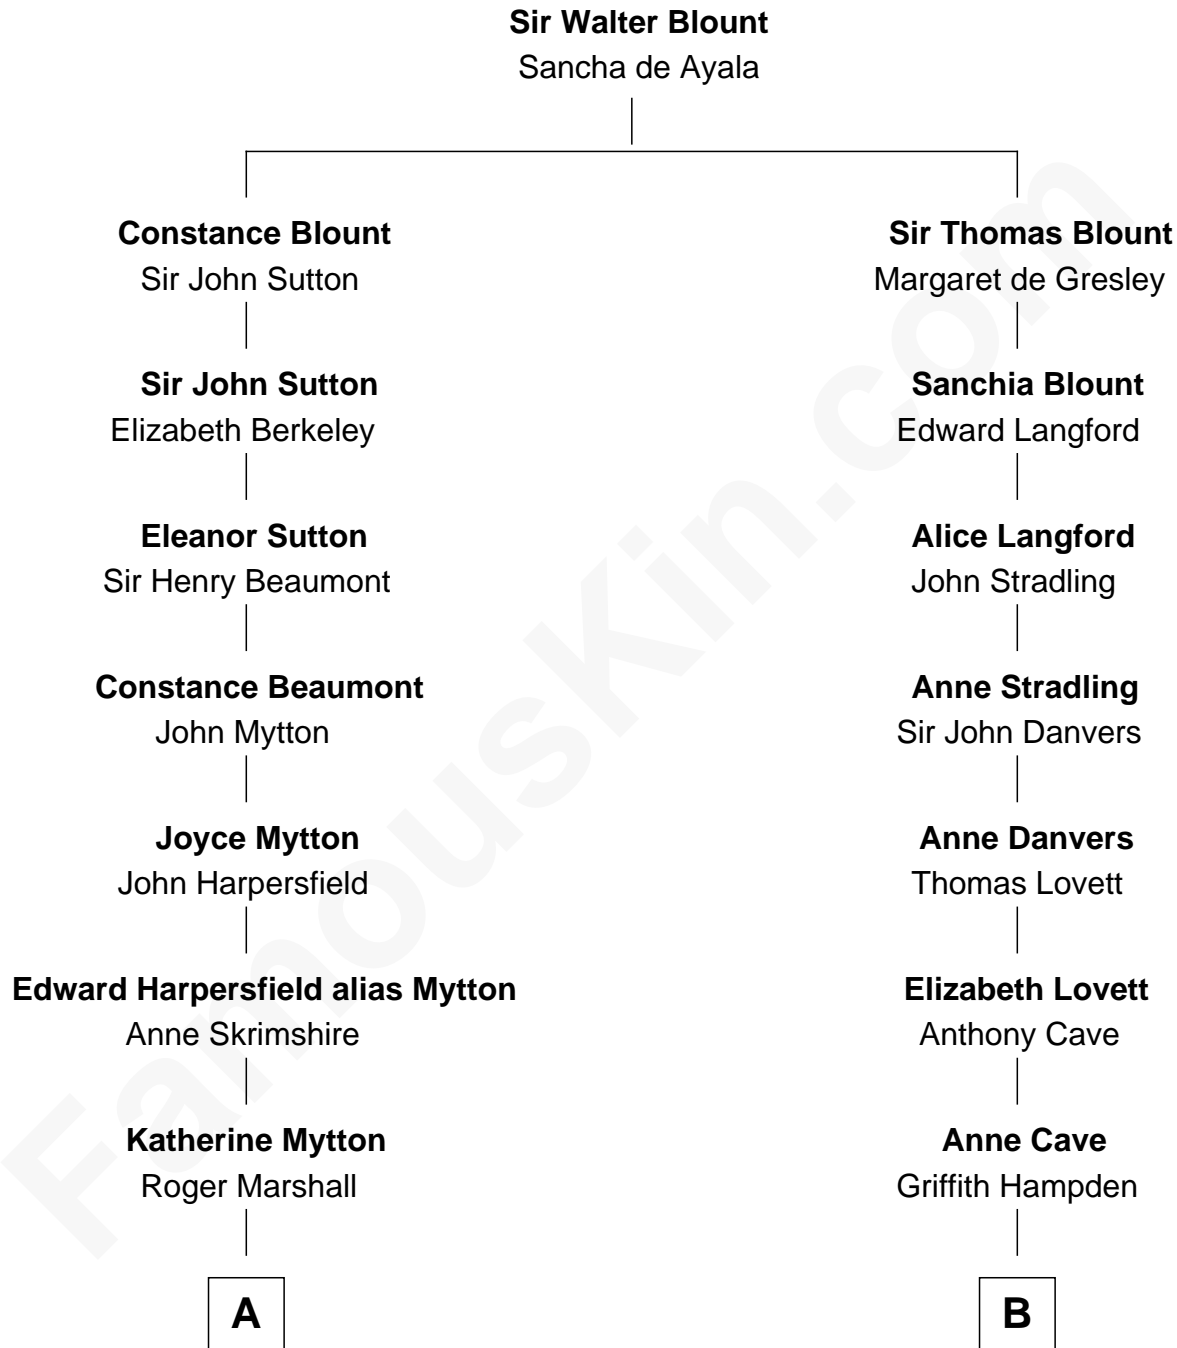 Sir Walter Blount
Sancha de Ayala
Constance Blount
Sir John Sutton
Sir John Sutton
Elizabeth Berkeley
Eleanor Sutton
Sir Henry Beaumont
Constance Beaumont
John Mytton
Joyce Mytton
John Harpersfield
Edward Harpersfield alias Mytton
Anne Skrimshire
Katherine Mytton
Roger Marshall
A
Sir Thomas Blount
Margaret de Gresley
Sanchia Blount
Edward Langford
Alice Langford
John Stradling
Anne Stradling
Sir John Danvers
Anne Danvers
Thomas Lovett
Elizabeth Lovett
Anthony Cave
Anne Cave
Griffith Hampden
B
FamousKin.com